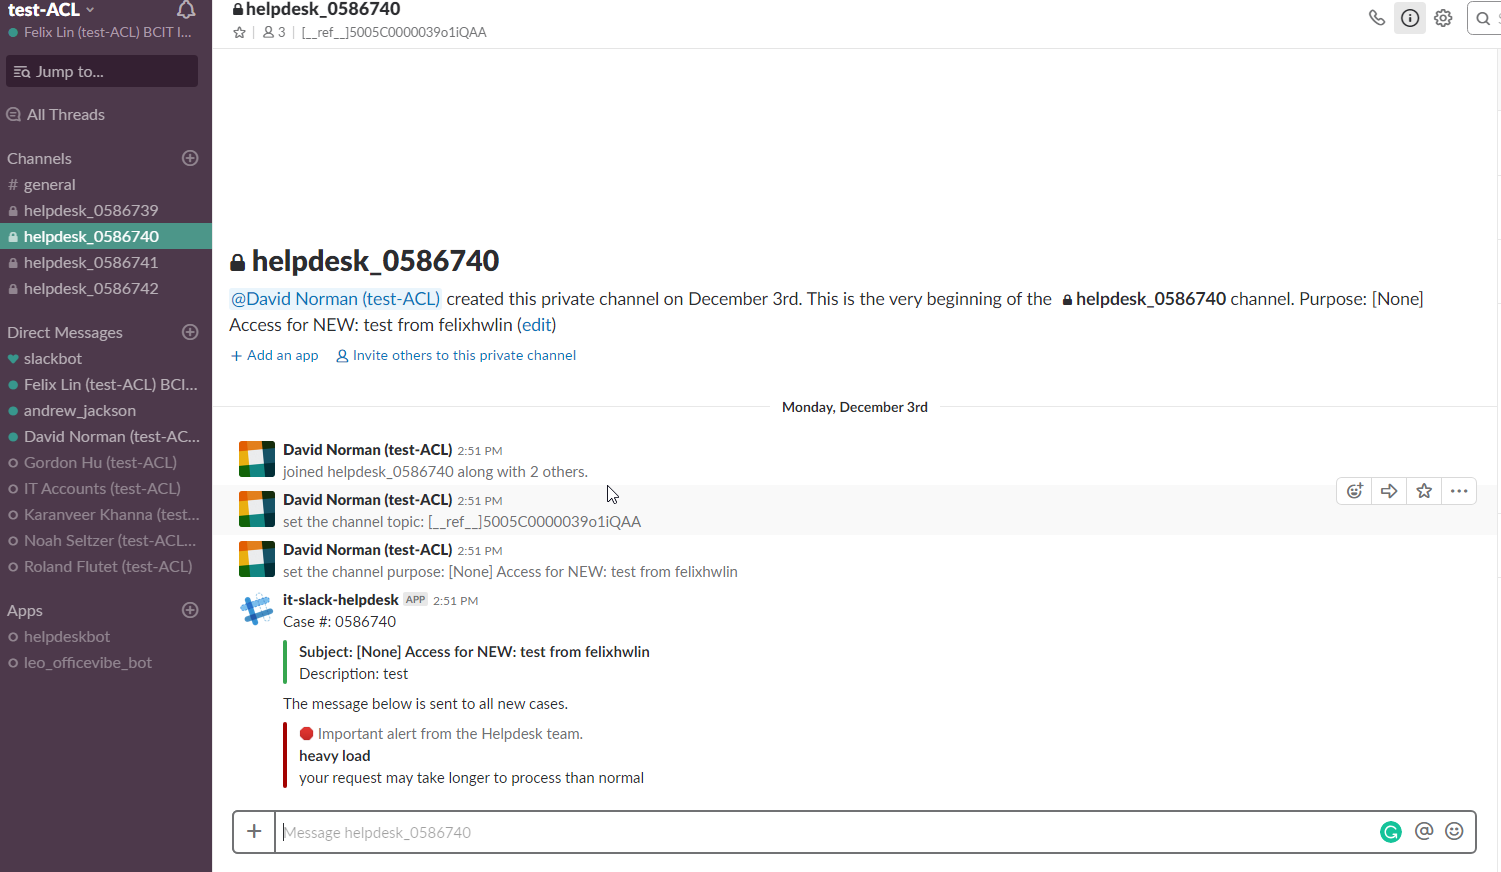 test-ACL
Felix Lin (test-ACL) BCIT I...
Jump to...
All Threads
Channels
# general
helpdesk_0586739
helpdesk_0586740
helpdesk_0586741
helpdesk_0586742
Direct Messages
slackbot
Felix Lin (test-ACL) BCI...
andrew_jackson
David Norman (test-AC...
Gordon Hu (test-ACL)
IT Accounts (test-ACL)
Karanveer Khanna (test...
Noah Seltzer (test-ACL...
Roland Flutet (test-ACL)
Apps
helpdeskbot
leo_officevibe_bot
helpdesk_0586740
3 | [__ref__]5005C0000039o1iQAA
helpdesk_0586740
@David Norman (test-ACL) created this private channel on December 3rd. This is the very beginning of the helpdesk_0586740 channel. Purpose: [None]
Access for NEW: test from felixhwlin (edit)
+ Add an app Invite others to this private channel
Monday, December 3rd
David Norman (test-ACL) 2:51 PM
joined helpdesk_0586740 along with 2 others.
David Norman (test-ACL) 2:51 PM
set the channel topic: [__ref__]5005C0000039o1iQAA
David Norman (test-ACL) 2:51 PM
set the channel purpose: [None] Access for NEW: test from felixhwlin
it-slack-helpdesk APP 2:51 PM
Case #: 0586740
Subject: [None] Access for NEW: test from felixhwlin
Description: test
The message below is sent to all new cases.
Important alert from the Helpdesk team.
heavy load
your request may take longer to process than normal
Message helpdesk_0586740